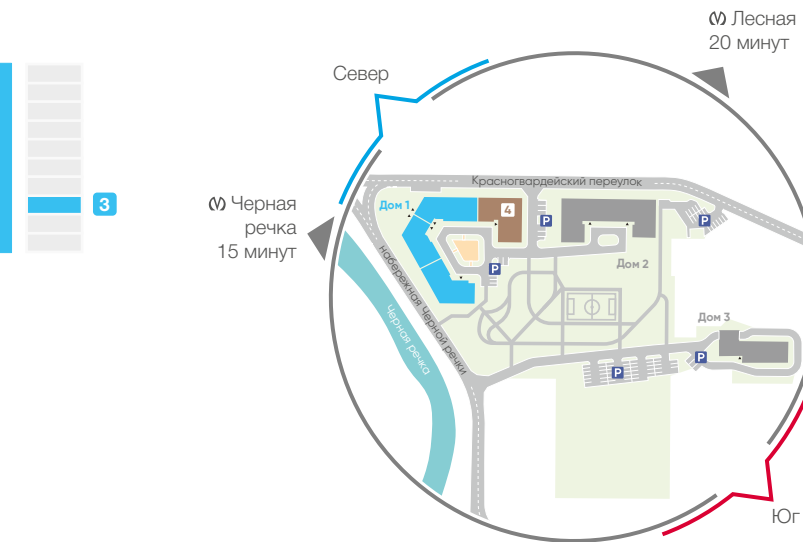 Лесная
20 минут
Север
Красногвардейский переулок
3
Черная
речка
15 минут
Дом 1
4
P
P
P
Дом 2
набережная Черной речки
Черная речка
Дом 3
P
P
Юг